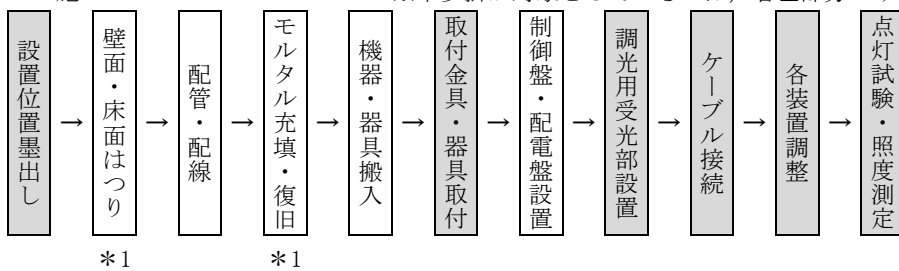 設置位置墨出し
→
壁面・床面はつり
→
配管・配線
→
モルタル充填・復旧
→
機器・器具搬入
→
取付金具・器具取付
→
制御盤・配電盤設置
→
調光用受光部設置
→
ケーブル接続
→
各装置調整
→
点灯試験・照度測定
*1
*1